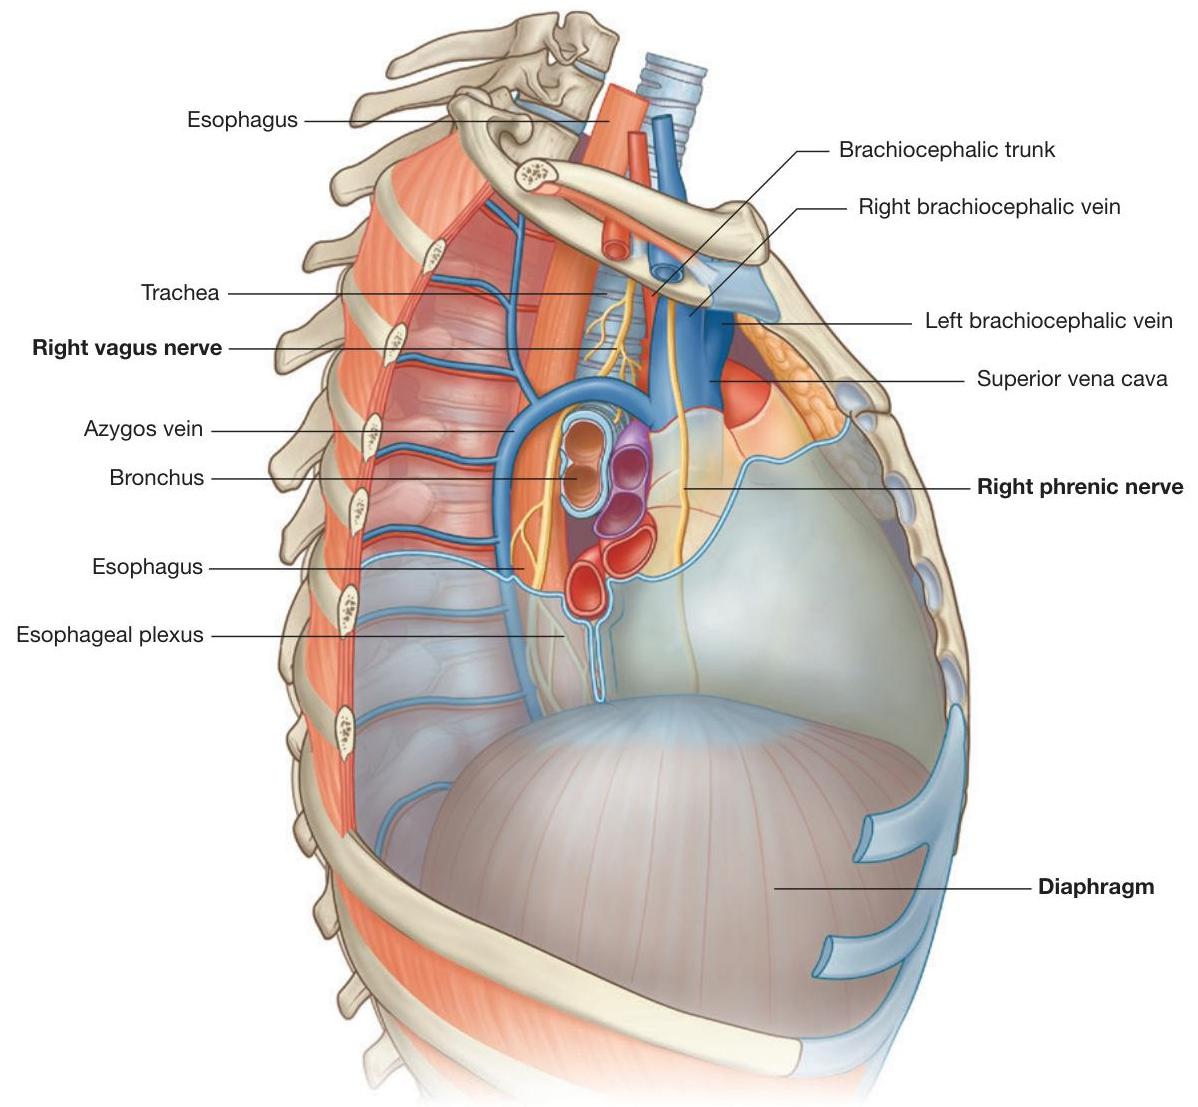 Esophagus
Brachiocephalic trunk
Right brachiocephalic vein
Trachea
Left brachiocephalic vein
Right vagus nerve
Superior vena cava
Azygos vein
Bronchus
Right phrenic nerve
Esophagus
Esophageal plexus
Diaphragm